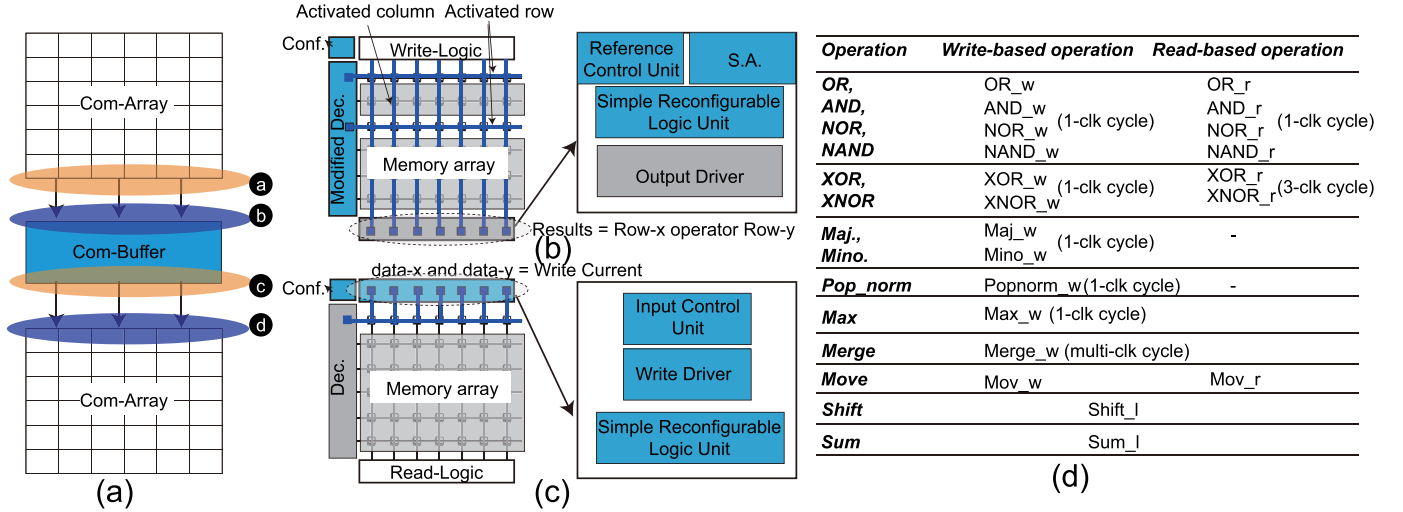 Com-Array
a
b
Com-Buffer
c
d
Com-Array
(a)
Activated column Activated row
Conf.
Write-Logic
Modified Dec.
Memory array
Reference Control Unit
S.A.
Simple Reconfigurable Logic Unit
Output Driver
Results = Row-x operator Row-y
(b)
data-x and data-y = Write Current
Conf.
Dec.
Memory array
Read-Logic
Input Control Unit
Write Driver
Simple Reconfigurable Logic Unit
(c)
Operation Write-based operation Read-based operation
OR, OR_w OR_r
AND, AND_w (1-clk cycle) AND_r (1-clk cycle)
NOR, NOR_w NOR_r
NAND NAND_w NAND_r
XOR, XOR_w (1-clk cycle) XOR_r (3-clk cycle)
XNOR XNOR_w XNOR_r
Maj., Maj_w (1-clk cycle) -
Mino. Mino_w
Pop_norm Popnorm_w (1-clk cycle) -
Max Max_w (1-clk cycle)
Merge Merge_w (multi-clk cycle)
Move Mov_w Mov_r
Shift Shift_l
Sum Sum_l
(d)